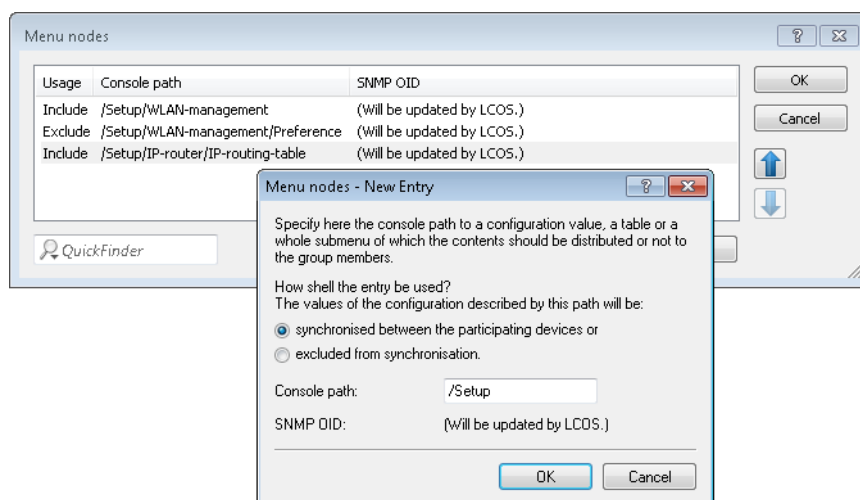 Menu nodes
Usage Console path SNMP OID
Include /Setup/WLAN-management (Will be updated by LCOS.)
Exclude /Setup/WLAN-management/Preference (Will be updated by LCOS.)
Include /Setup/IP-router/IP-routing-table (Will be updated by LCOS.)
OK
Cancel
QuickFinder
Menu nodes - New Entry
Specify here the console path to a configuration value, a table or a
whole submenu of which the contents should be distributed or not to
the group members.
How shell the entry be used?
The values of the configuration described by this path will be:
synchronised between the participating devices or
excluded from synchronisation.
Console path: /Setup
SNMP OID: (Will be updated by LCOS.)
OK Cancel